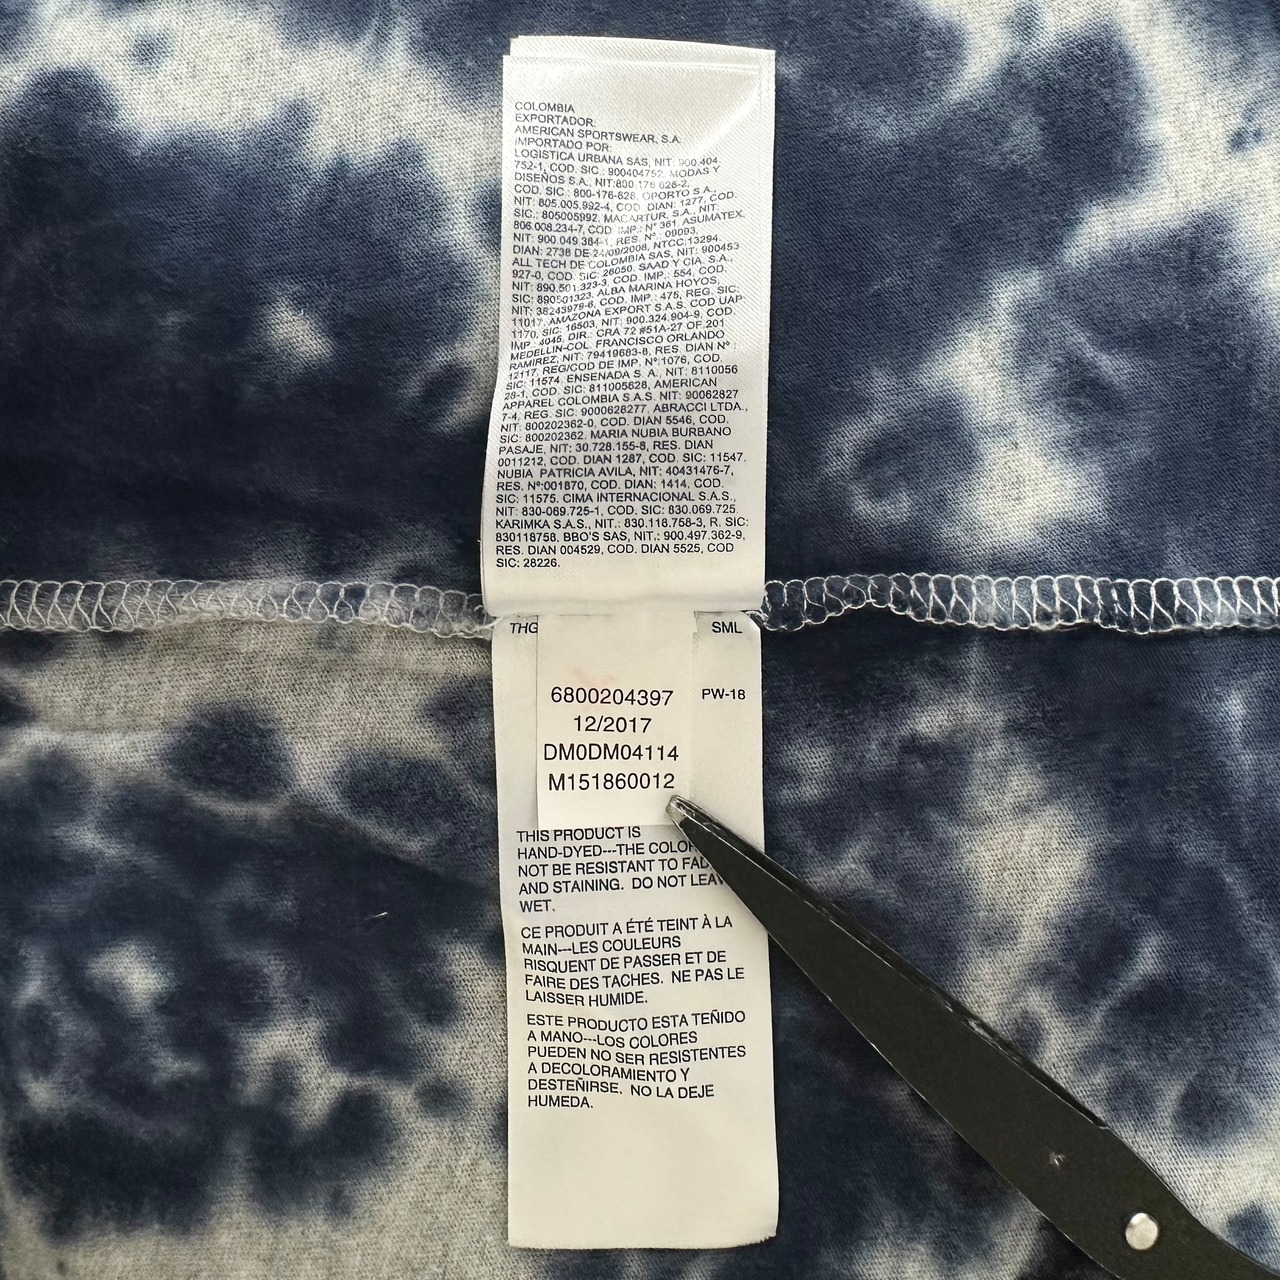 COLOMBIA
EXPORTADOR:
AMERICAN SPORTSWEAR, S.A.
IMPORTADO POR:
LOGISTICA URBANA SAS, NIT: 900.404.
752-1, COD. SIC.: 900404752. MODAS Y
DISEÑOS S.A., NIT:800.176.628-2,
COD. SIC.: 800-176-628, OPORTO S.A.,
NIT: 805.005.992-4, COD. DIAN: 1277, COD.
SIC.: 805005992. MACARTUR, S.A., NIT:
806.008.234-7, COD. IMP.: Nº 361. ASUMATEX,
NIT: 900.049.384-1, RES. Nº.: 09093,
DIAN: 2738 DE 24/09/2008, NTCC:13294.
ALL TECH DE COLOMBIA SAS, NIT: 900453
927-0, COD. SIC: 26050. SAAD Y CIA. S.A.,
NIT: 890.501.323-3, COD. IMP.: 554, COD.
SIC: 890501323. ALBA MARINA HOYOS,
NIT: 38243979-6, COD. IMP.: 475, REG. SIC:
11017. AMAZONA EXPORT S.A.S. COD UAP:
1170, SIC: 16503, NIT: 900.324.904-9, COD.
IMP.: 4045, DIR.: CRA 72 #51A-27 OF.201
MEDELLIN-COL. FRANCISCO ORLANDO
RAMIREZ, NIT: 79419683-8, RES. DIAN Nº :
12117, REG/COD DE IMP, Nº:1076, COD.
SIC: 11574. ENSENADA S. A., NIT: 8110056
28-1, COD. SIC: 811005628, AMERICAN
APPAREL COLOMBIA S.A.S. NIT: 90062827
7-4, REG. SIC: 9000628277. ABRACCI LTDA.,
NIT: 800202362-0, COD. DIAN 5546, COD.
SIC: 800202362. MARIA NUBIA BURBANO
PASAJE, NIT: 30.728.155-8, RES. DIAN
0011212, COD. DIAN 1287, COD. SIC: 11547.
NUBIA PATRICIA AVILA, NIT: 40431476-7,
RES. Nº:001870, COD. DIAN: 1414, COD.
SIC: 11575. CIMA INTERNACIONAL S.A.S.,
NIT: 830-069.725-1, COD. SIC: 830.069.725.
KARIMKA S.A.S., NIT.: 830.118.758-3, R. SIC:
830118758, BBO'S SAS, NIT.: 900.497.362-9,
RES. DIAN 004529, COD. DIAN 5525, COD
SIC: 28226.
THG SML
6800204397 PW-18
12/2017
DM0DM04114
M151860012
THIS PRODUCT IS
HAND-DYED---THE COLOR
NOT BE RESISTANT TO FAD
AND STAINING. DO NOT LEAV
WET.
CE PRODUIT A ÉTÉ TEINT À LA
MAIN---LES COULEURS
RISQUENT DE PASSER ET DE
FAIRE DES TACHES. NE PAS LE
LAISSER HUMIDE.
ESTE PRODUCTO ESTA TEÑIDO
A MANO---LOS COLORES
PUEDEN NO SER RESISTENTES
A DECOLORAMIENTO Y
DESTEÑIRSE. NO LA DEJE
HUMEDA.